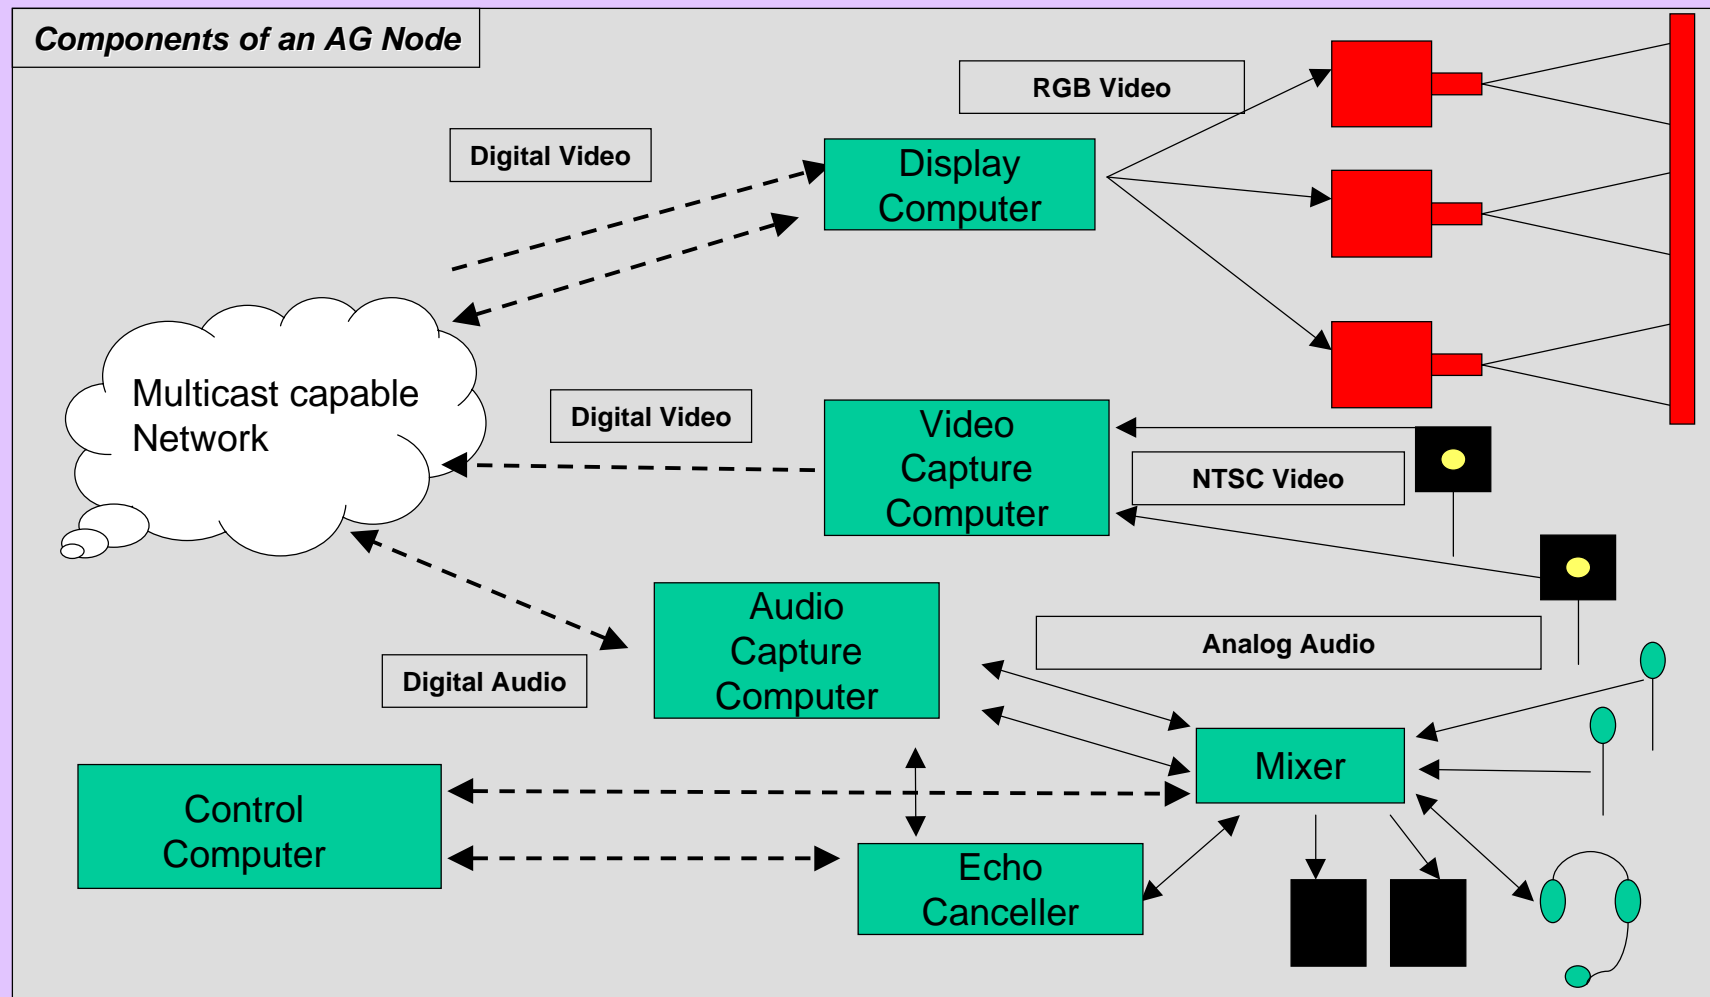 Components of an AG Node
RGB Video
Digital Video
Display
Computer
Multicast capable
Network
Digital Video
Video
Capture
Computer
NTSC Video
Audio
Capture
Computer
Analog Audio
Digital Audio
Mixer
Control
Computer
Echo
Canceller